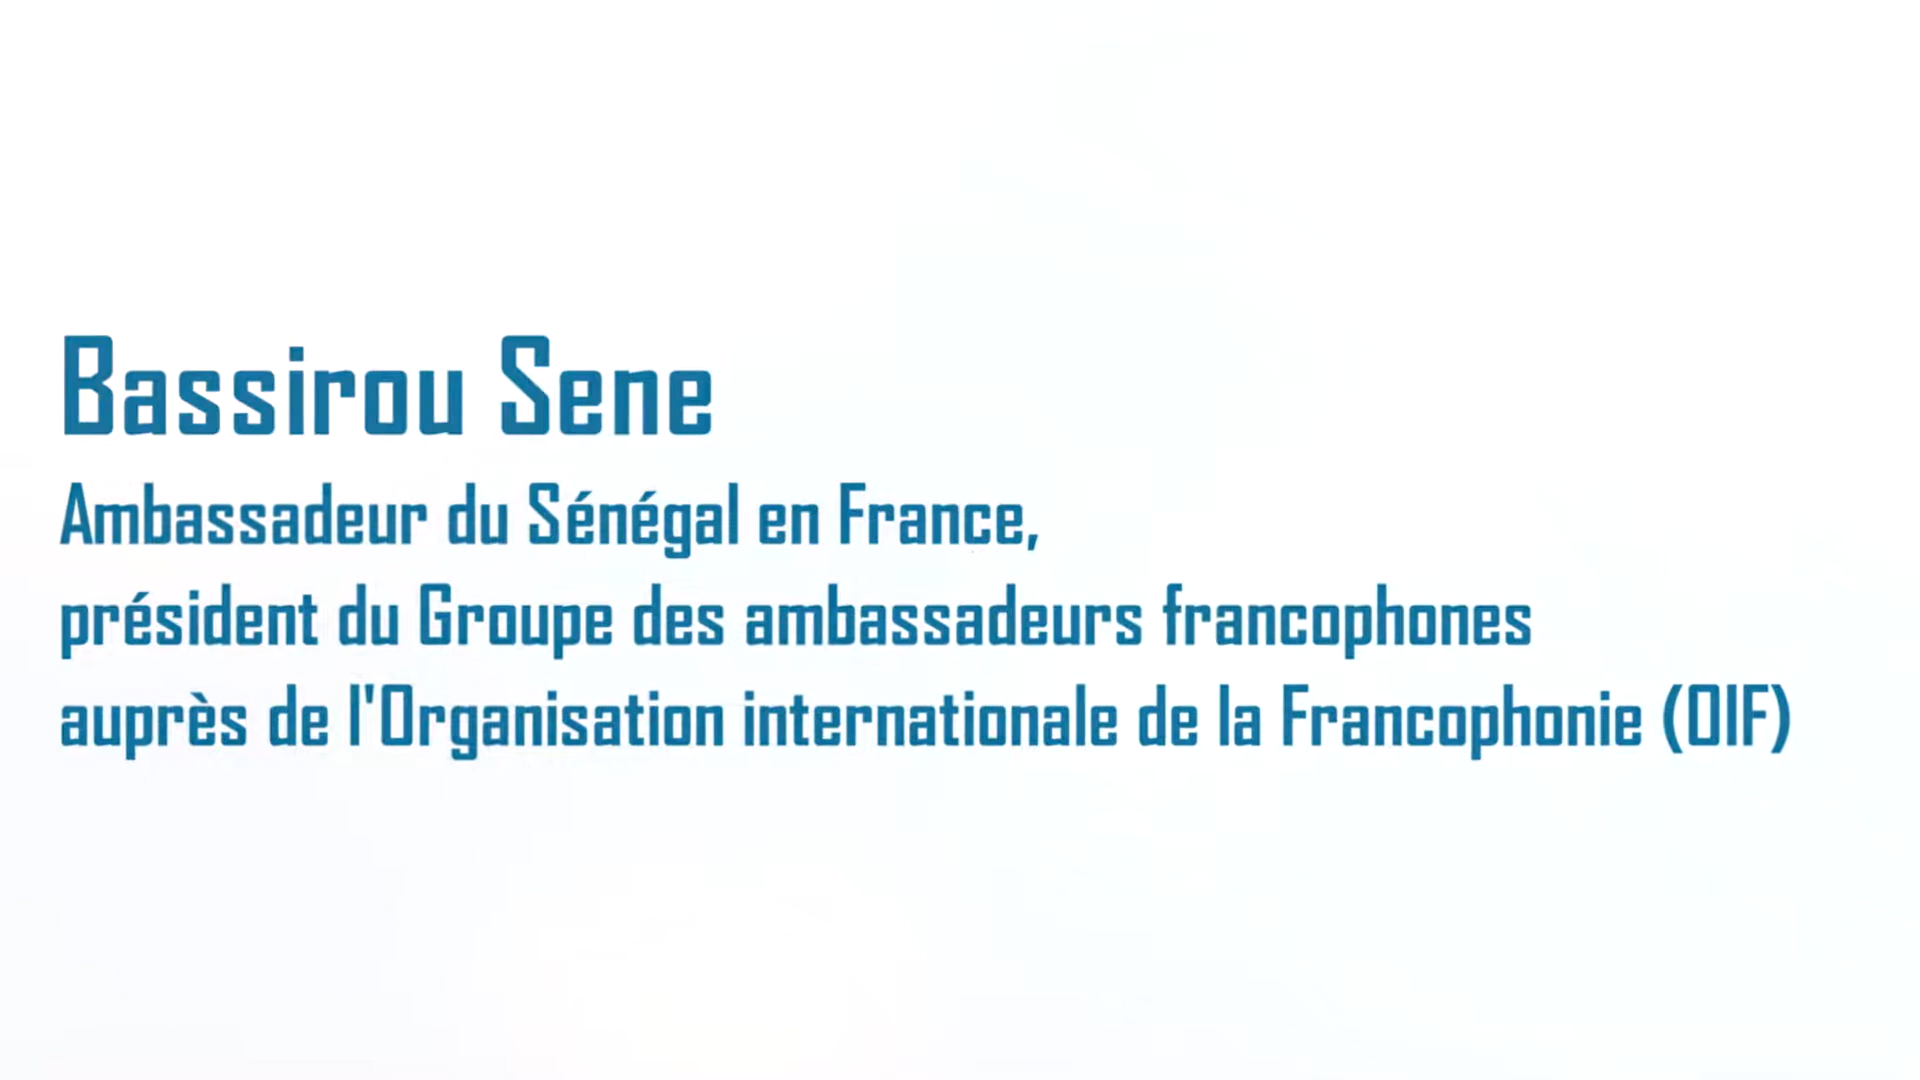 Bassirou Sene
Ambassadeur du Sénégal en France,
président du Groupe des ambassadeurs francophones
auprès de l'Organisation internationale de la Francophonie (OIF)